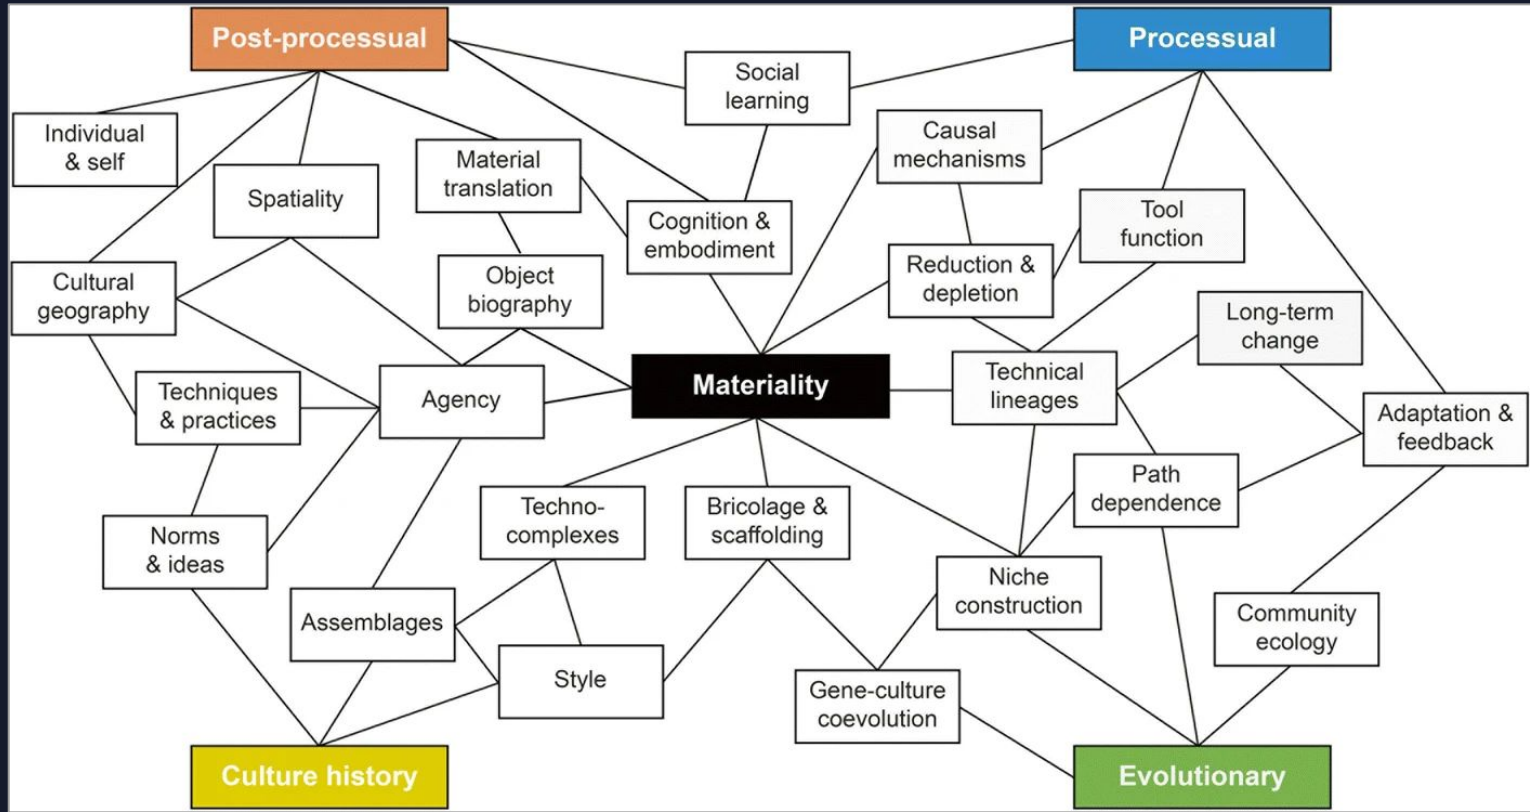 Post-processual
Processual
Social
learning
Individual
& self
Causal
mechanisms
Material
translation
Spatiality
Tool
function
Cognition &
embodiment
Cultural
geography
Object
biography
Reduction &
depletion
Long-term
change
Techniques
& practices
Agency
Materiality
Technical
lineages
Adaptation &
feedback
Path
dependence
Techno-
complexes
Bricolage &
scaffolding
Norms
& ideas
Niche
construction
Assemblages
Community
ecology
Style
Gene-culture
coevolution
Culture history
Evolutionary